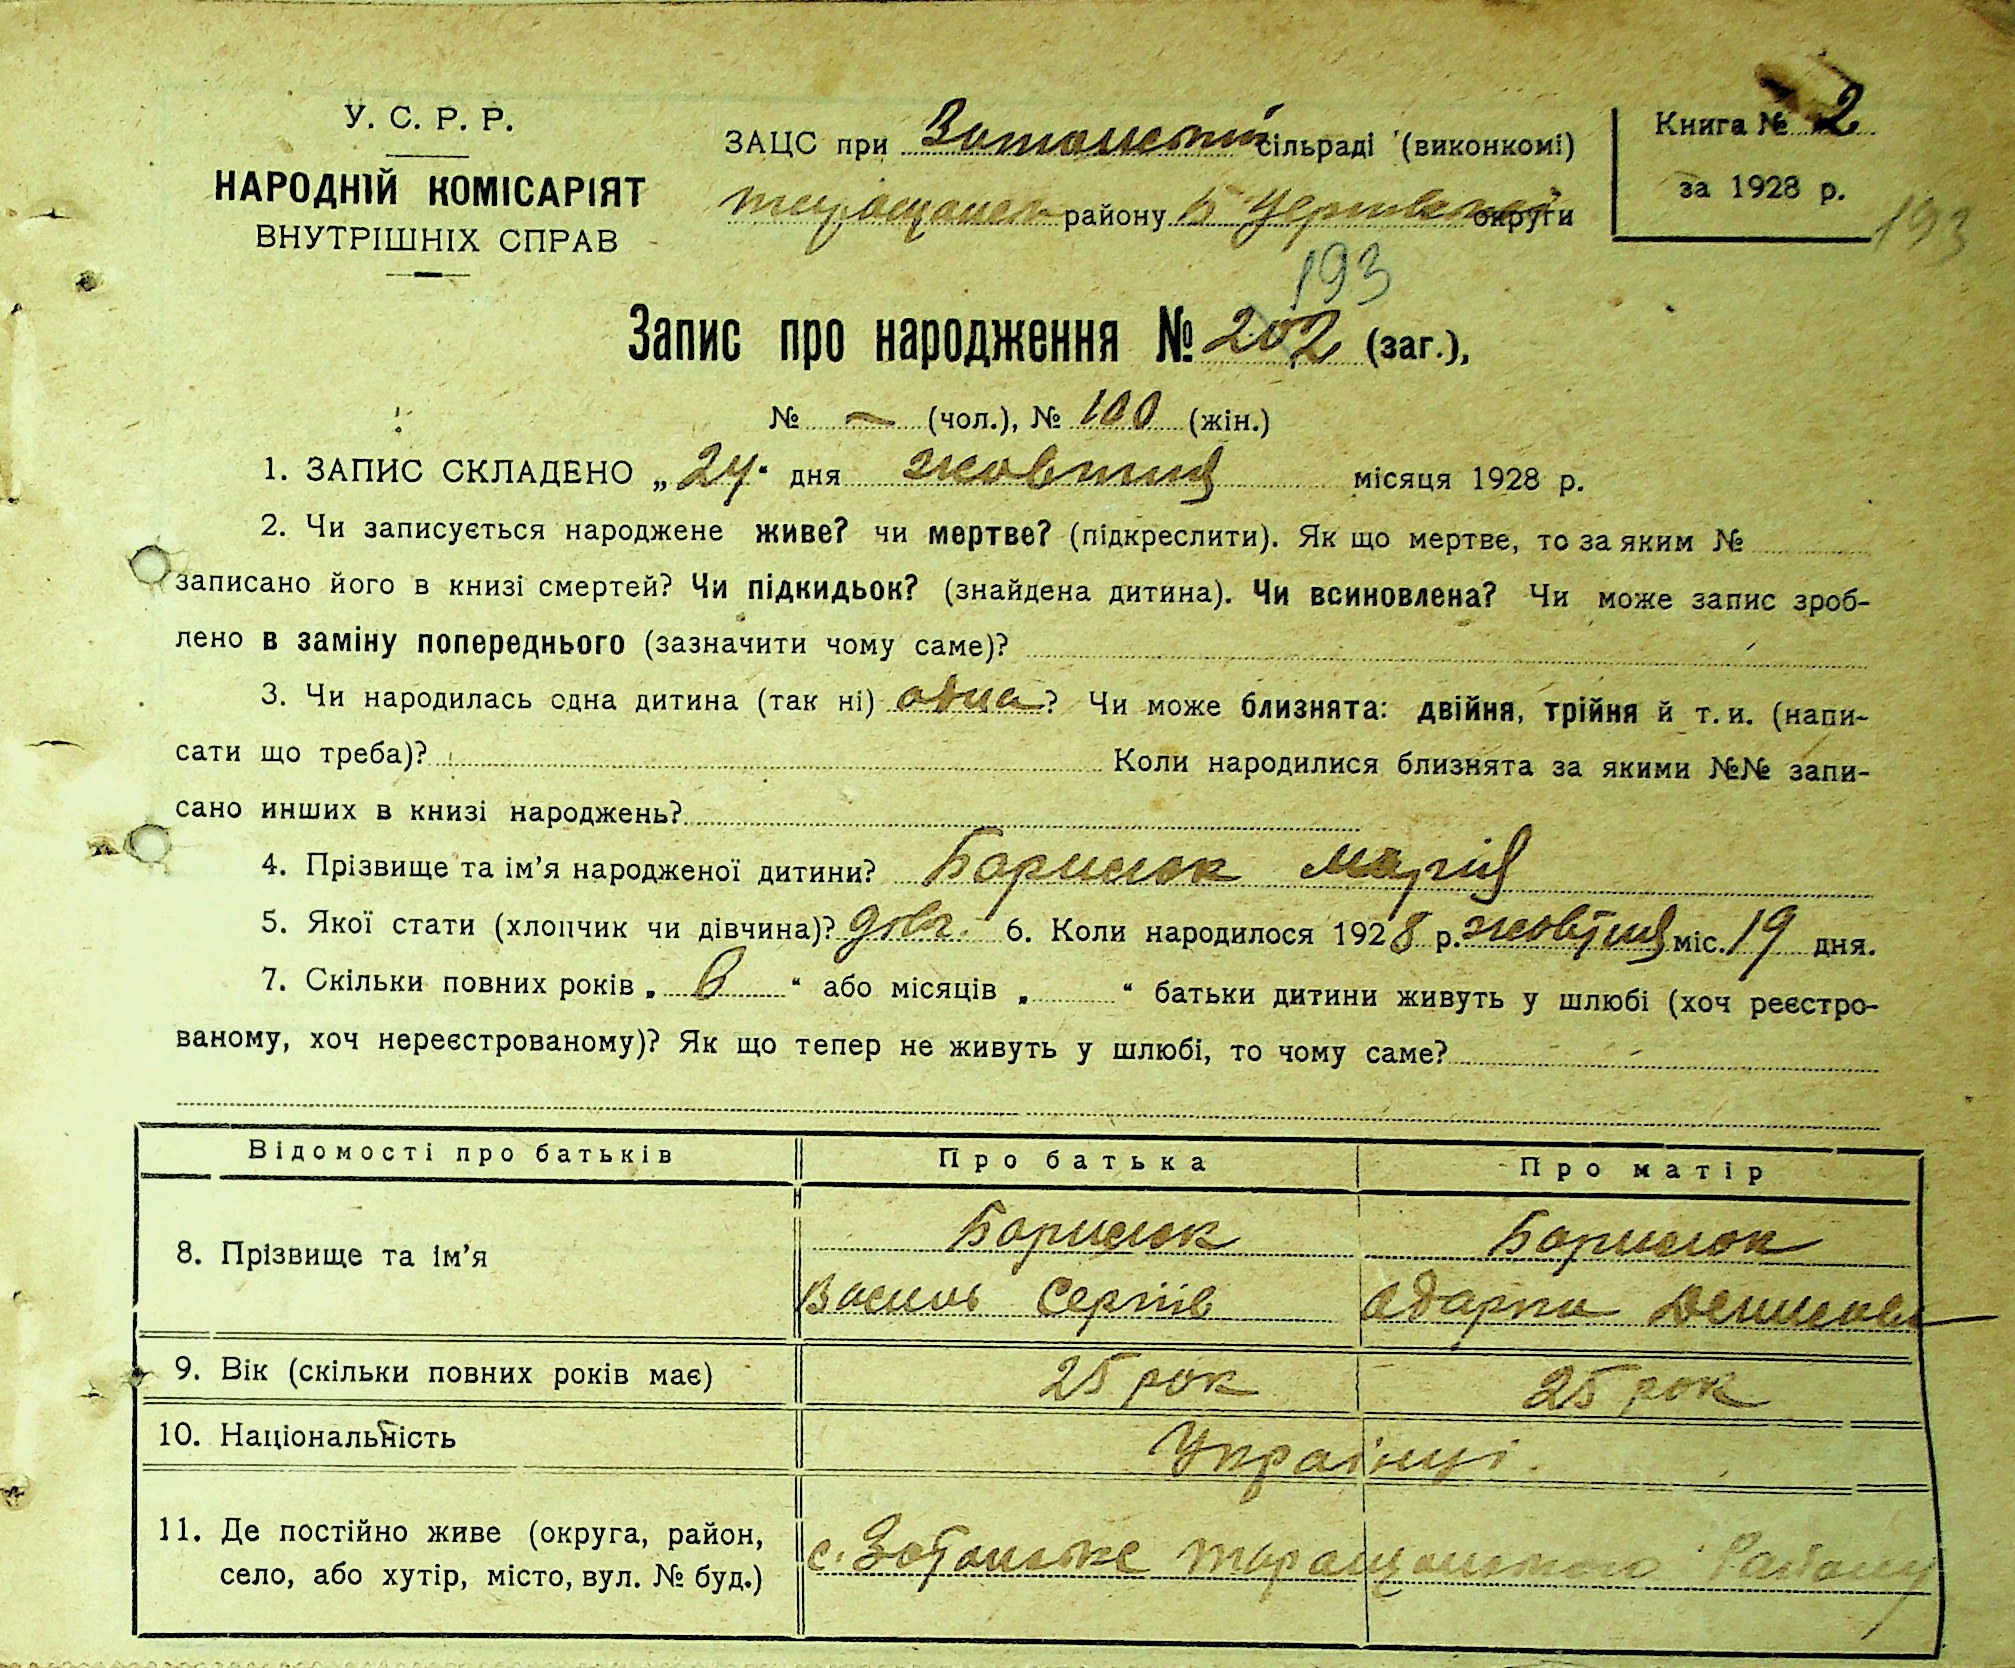 У. С. Р. Р.
НАРОДНІЙ КОМІСАРІЯТ
ВНУТРІШНІХ СПРАВ
ЗАЦС при сільраді (виконкомі)
району Б Церківської округи
Книга № 2
за 1928 р.
193
193
Запис про народження № 202 (заг.),
№ — (чол.), № 100 (жін.)
1. ЗАПИС СКЛАДЕНО „24“ дня жовтня місяця 1928 р.
2. Чи записується народжене живе? чи мертве? (підкреслити). Як що мертве, то за яким №
записано його в книзі смертей? Чи підкидьок? (знайдена дитина). Чи всиновлена? Чи може запис зроб-
лено в заміну попереднього (зазначити чому саме)?
3. Чи народилась одна дитина (так ні) одна? Чи може близнята: двійня, трійня й т. и. (напи-
сати що треба)? Коли народилися близнята за якими №№ запи-
сано инших в книзі народжень?
4. Прізвище та ім’я народженої дитини? Борисюк Марія
5. Якої стати (хлопчик чи дівчина)? дівч. 6. Коли народилося 1928 р. жовтня міс. 19 дня.
7. Скільки повних років „ “ або місяців „ “ батьки дитини живуть у шлюбі (хоч реєстро-
ваному, хоч нереєстрованому)? Як що тепер не живуть у шлюбі, то чому саме?
Відомості про батьків Про батька Про матір
8. Прізвище та ім’я Борисюк Борисюк
Василь Сергіїв Одарка
9. Вік (скільки повних років має) 25 рок 25 рок
10. Національність Українці.
11. Де постійно живе (округа, район,
село, або хутір, місто, вул. № буд.) с. Таращанського Району